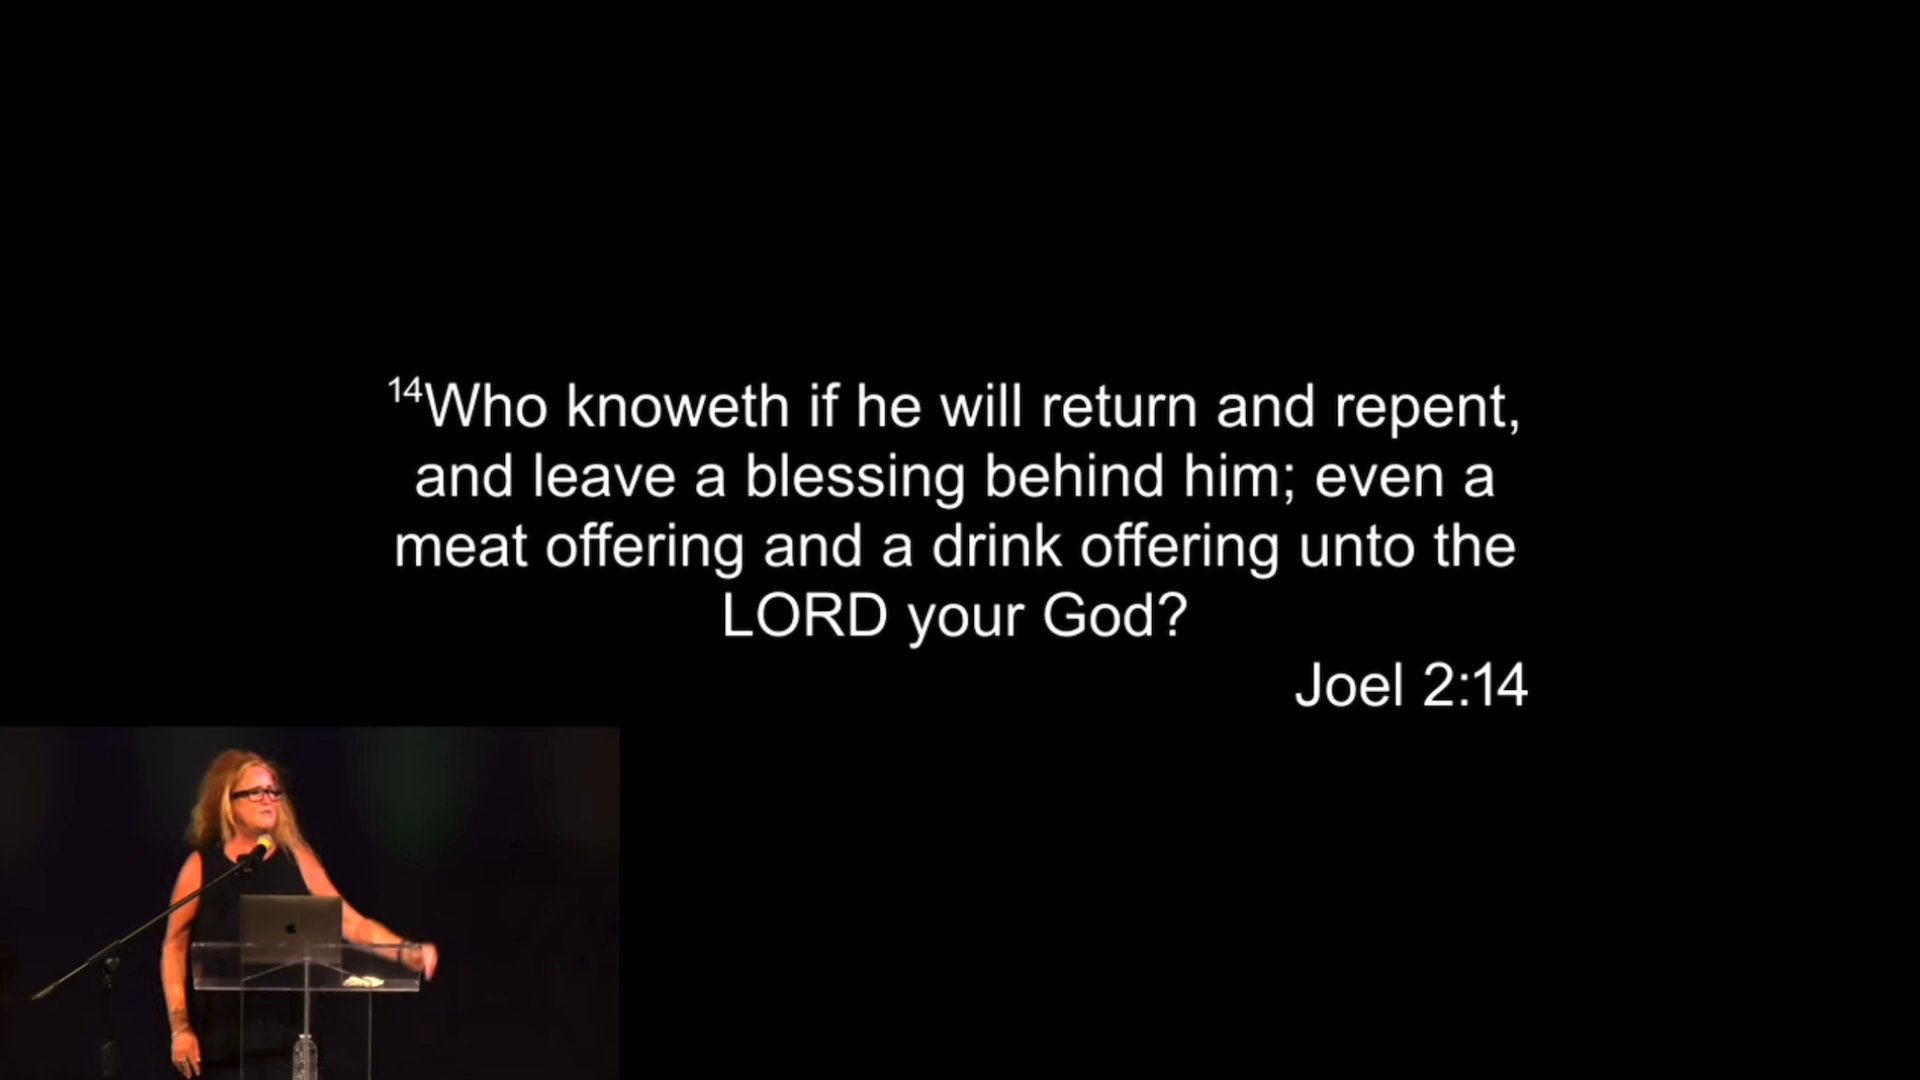 14Who knoweth if he will return and repent,
and leave a blessing behind him; even a
meat offering and a drink offering unto the
LORD your God?
Joel 2:14